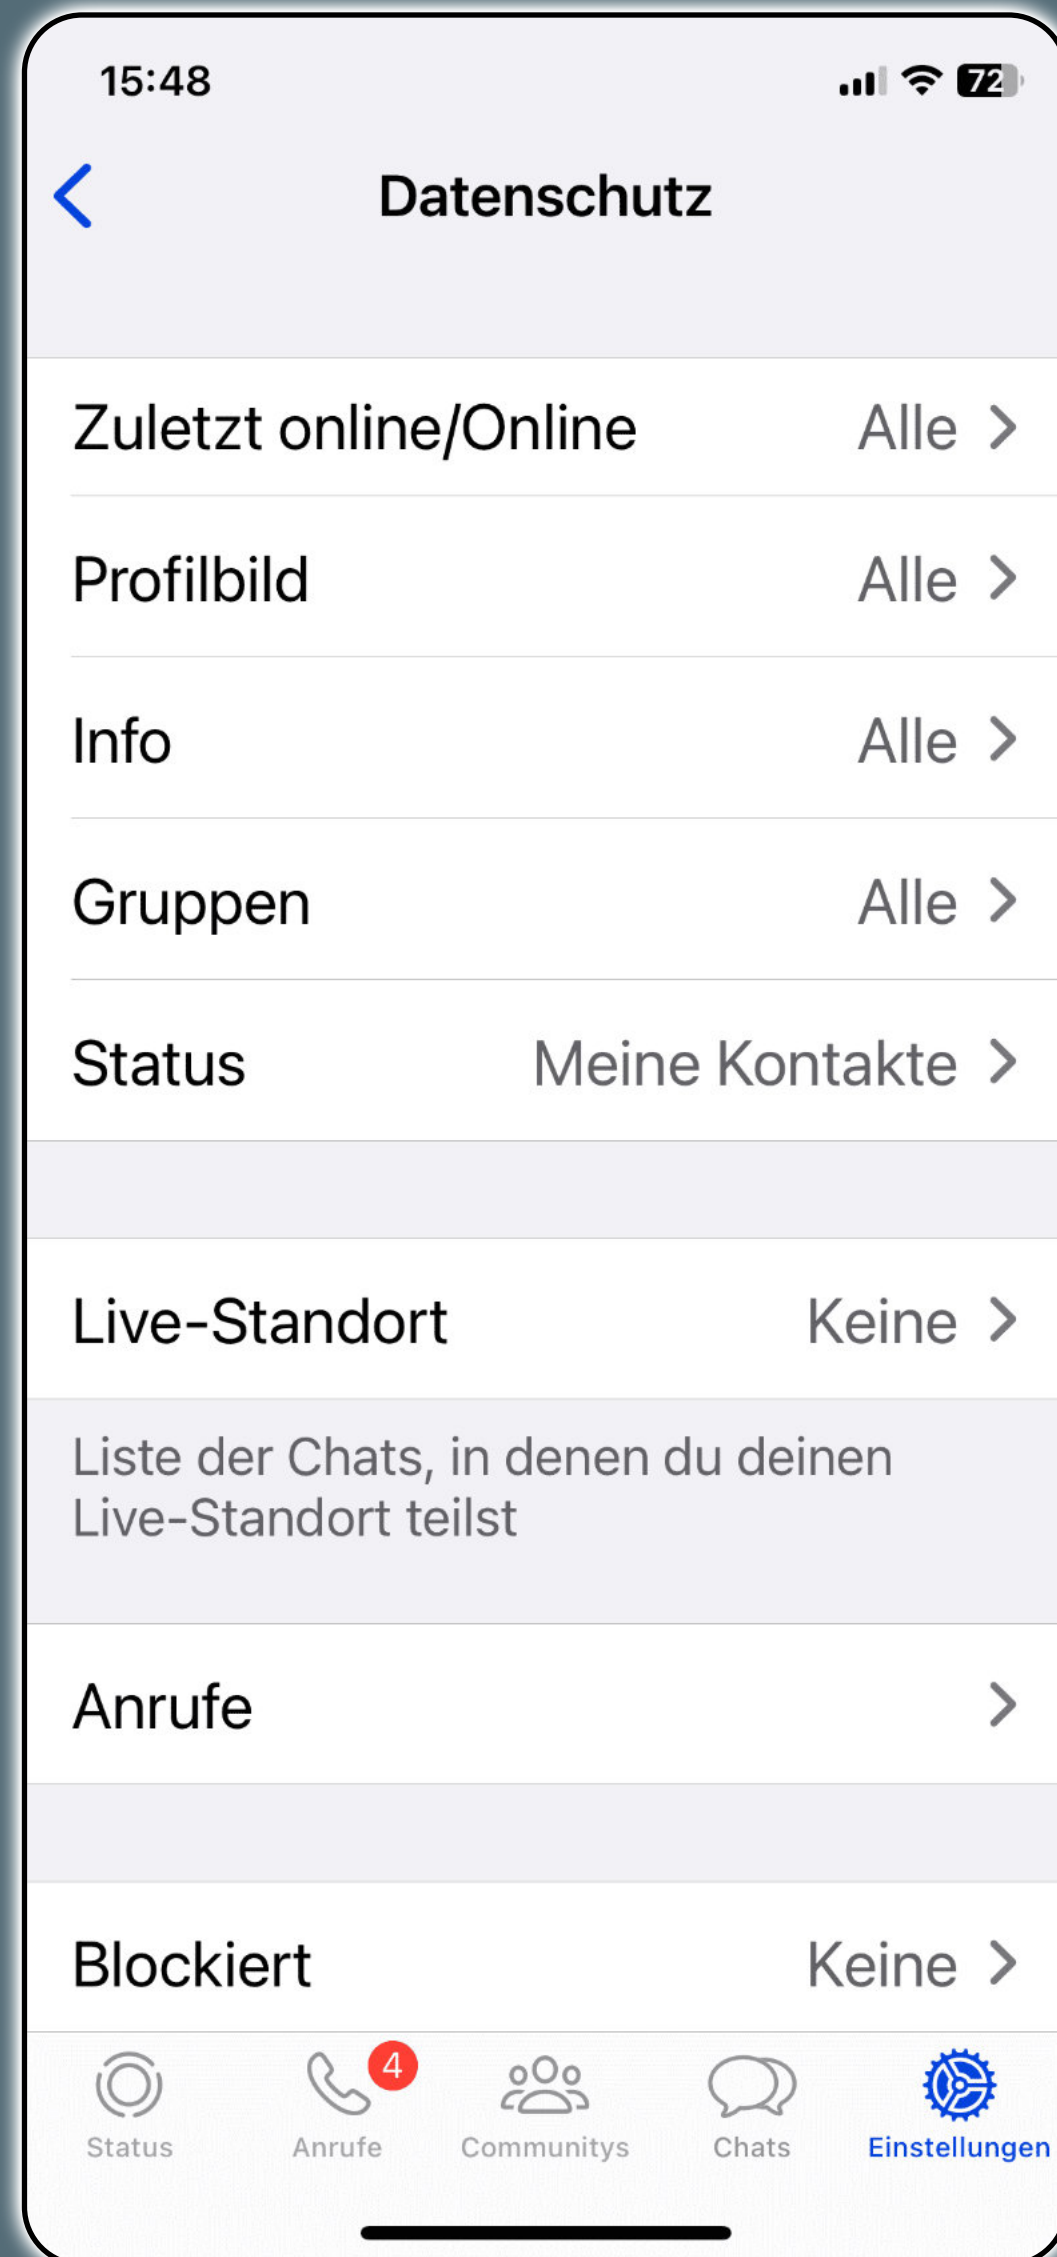 15:48 72
Datenschutz
Zuletzt online/Online Alle
Profilbild Alle
Info Alle
Gruppen Alle
Status Meine Kontakte
Live-Standort Keine
Liste der Chats, in denen du deinen
Live-Standort teilst
Anrufe
Blockiert Keine
4
Status Anrufe Communitys Chats Einstellungen